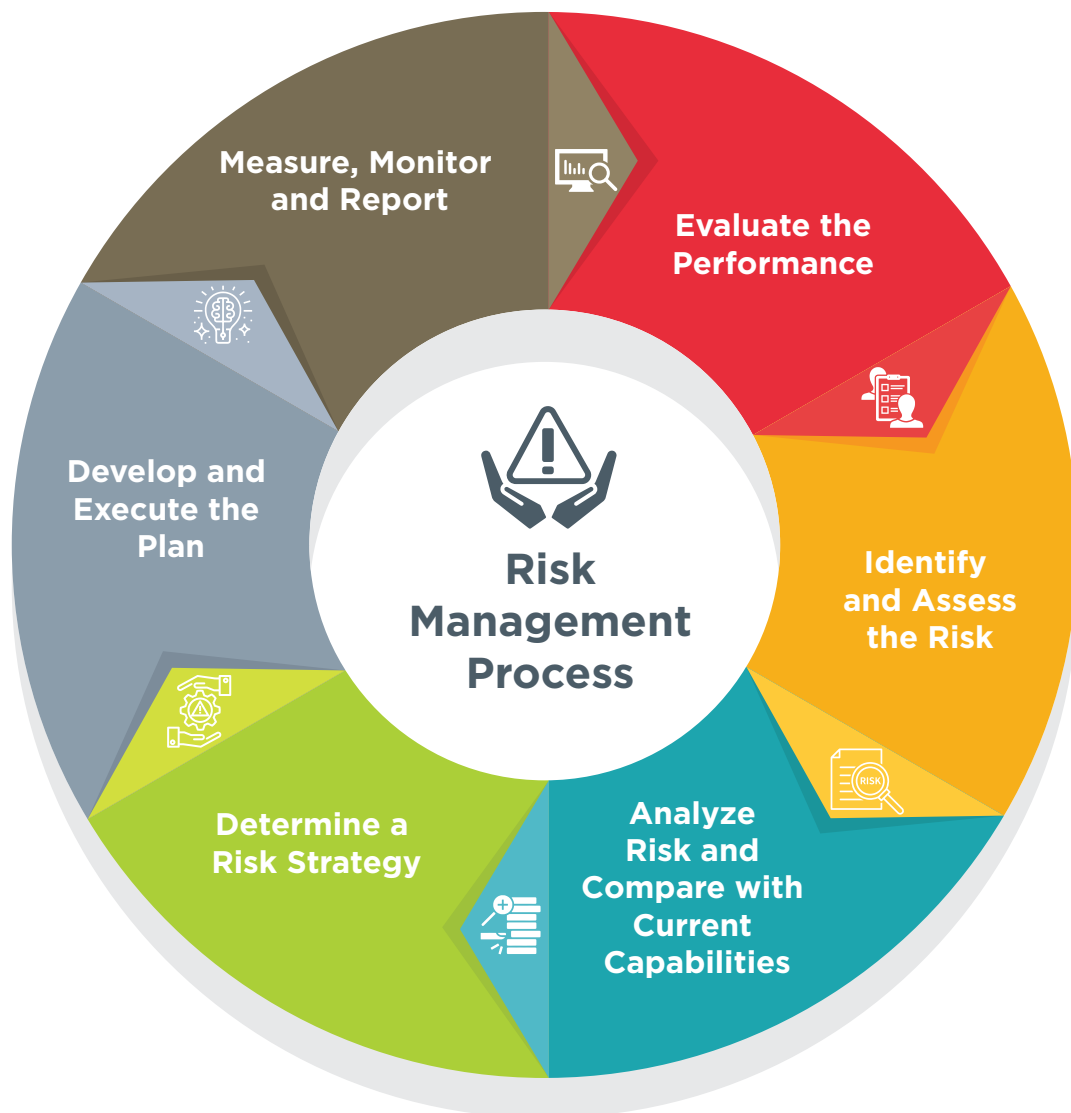 Measure, Monitor
and Report
Evaluate the
Performance
Develop and
Execute the
Plan
Risk
Management
Process
Identify
and Assess
the Risk
RISK
Determine a
Risk Strategy
Analyze
Risk and
Compare with
Current
Capabilities